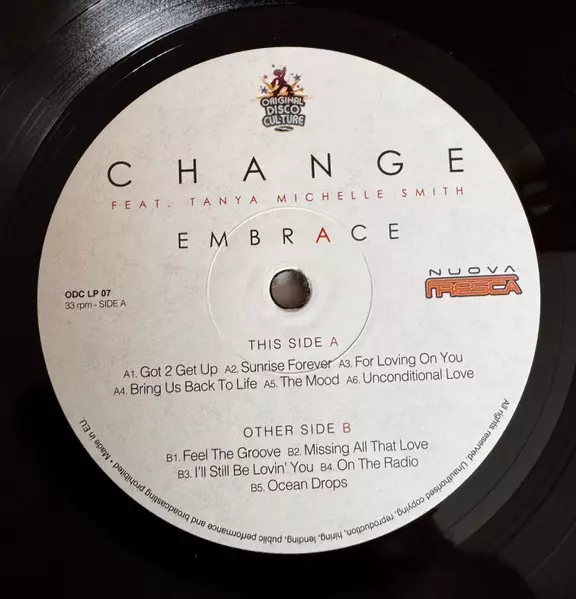 ORIGINAL
DISCO
CULTURE
CHANGE
FEAT. TANYA MICHELLE SMITH
EMBRACE
NUOVA
FRESCA
ODC LP 07
33 rpm - SIDE A
THIS SIDE A
A1. Got 2 Get Up A2. Sunrise Forever A3. For Loving On You
A4. Bring Us Back To Life A5. The Mood A6. Unconditional Love
OTHER SIDE B
B1. Feel The Groove B2. Missing All That Love
B3. I'll Still Be Lovin' You B4. On The Radio
B5. Ocean Drops
All rights reserved. Unauthorised copying, reproduction, hiring, lending, public performance and broadcasting prohibited • Made in EU.